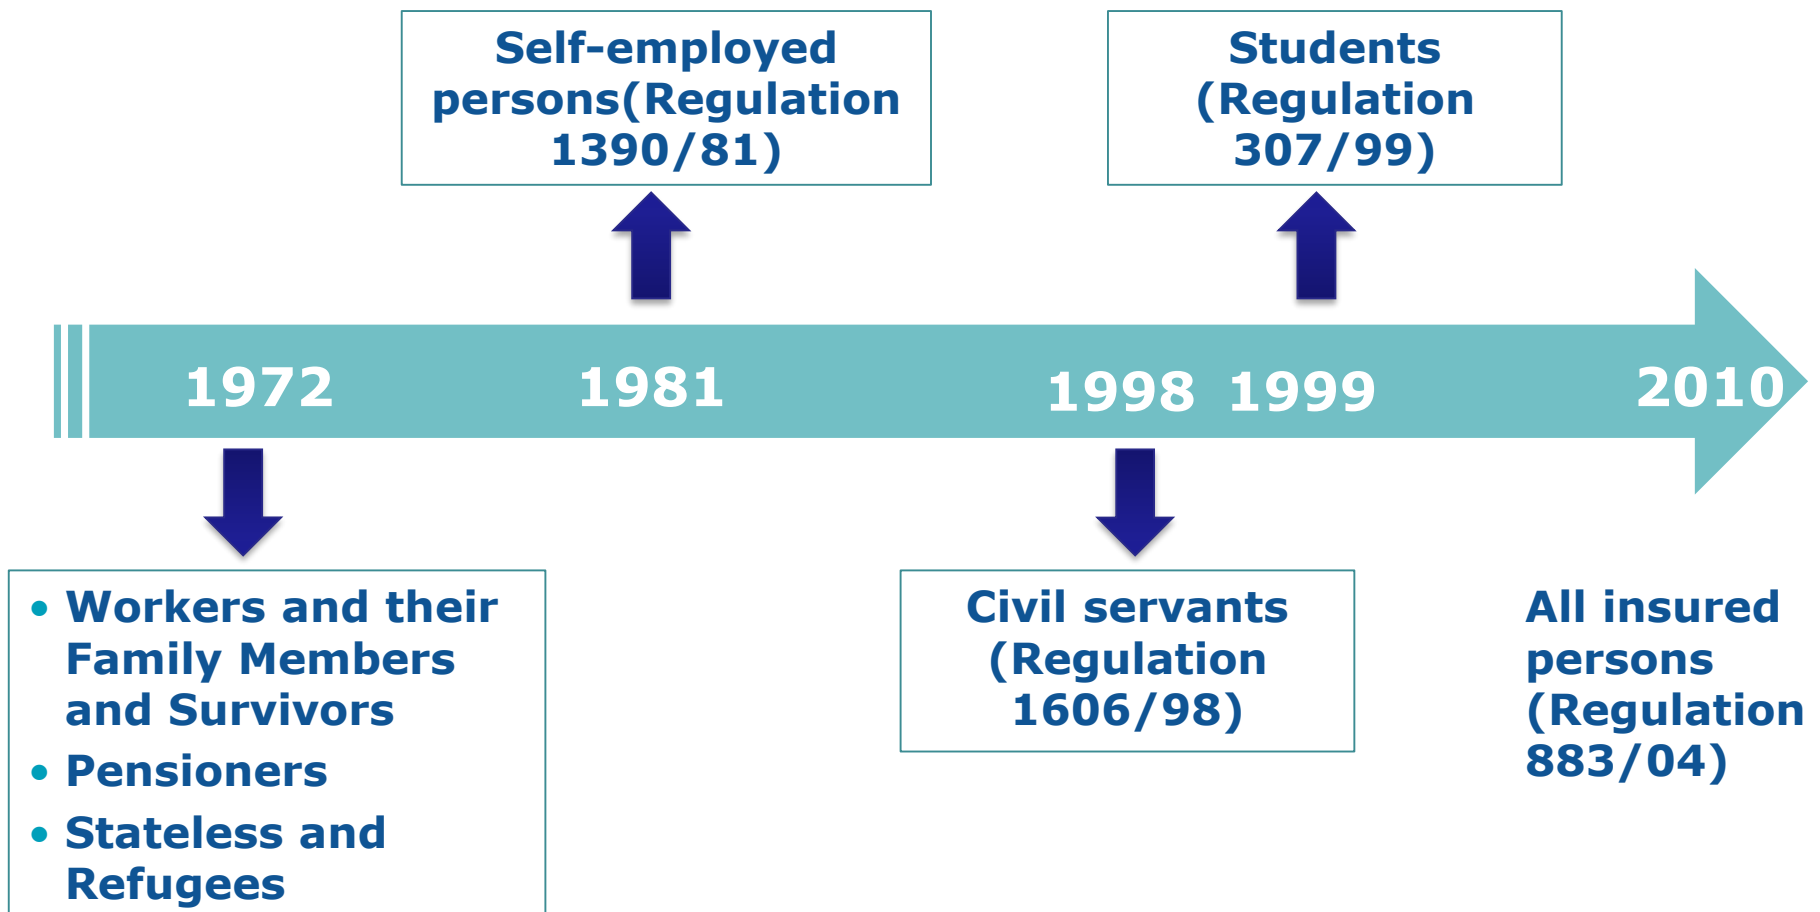 Self-employed
persons(Regulation
1390/81)
Students
(Regulation
307/99)
1972
1981
1998
1999
2010
• Workers and their
Family Members
and Survivors
• Pensioners
• Stateless and
Refugees
Civil servants
(Regulation
1606/98)
All insured
persons
(Regulation
883/04)